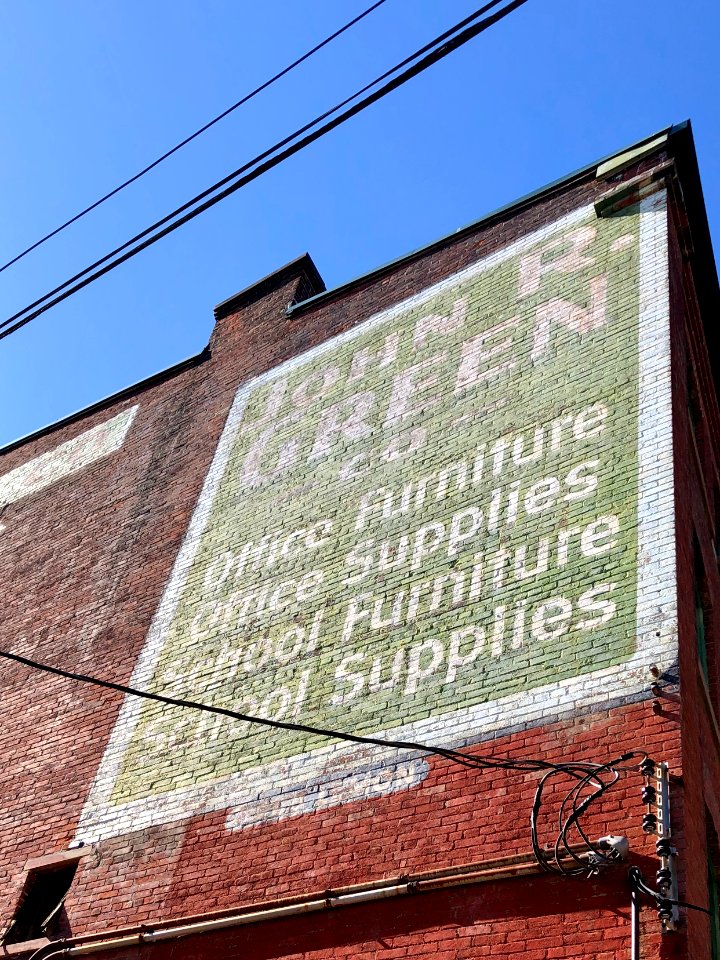 JOHN R.
GREEN
CO
Office Furniture
Office Supplies
School Furniture
School Supplies